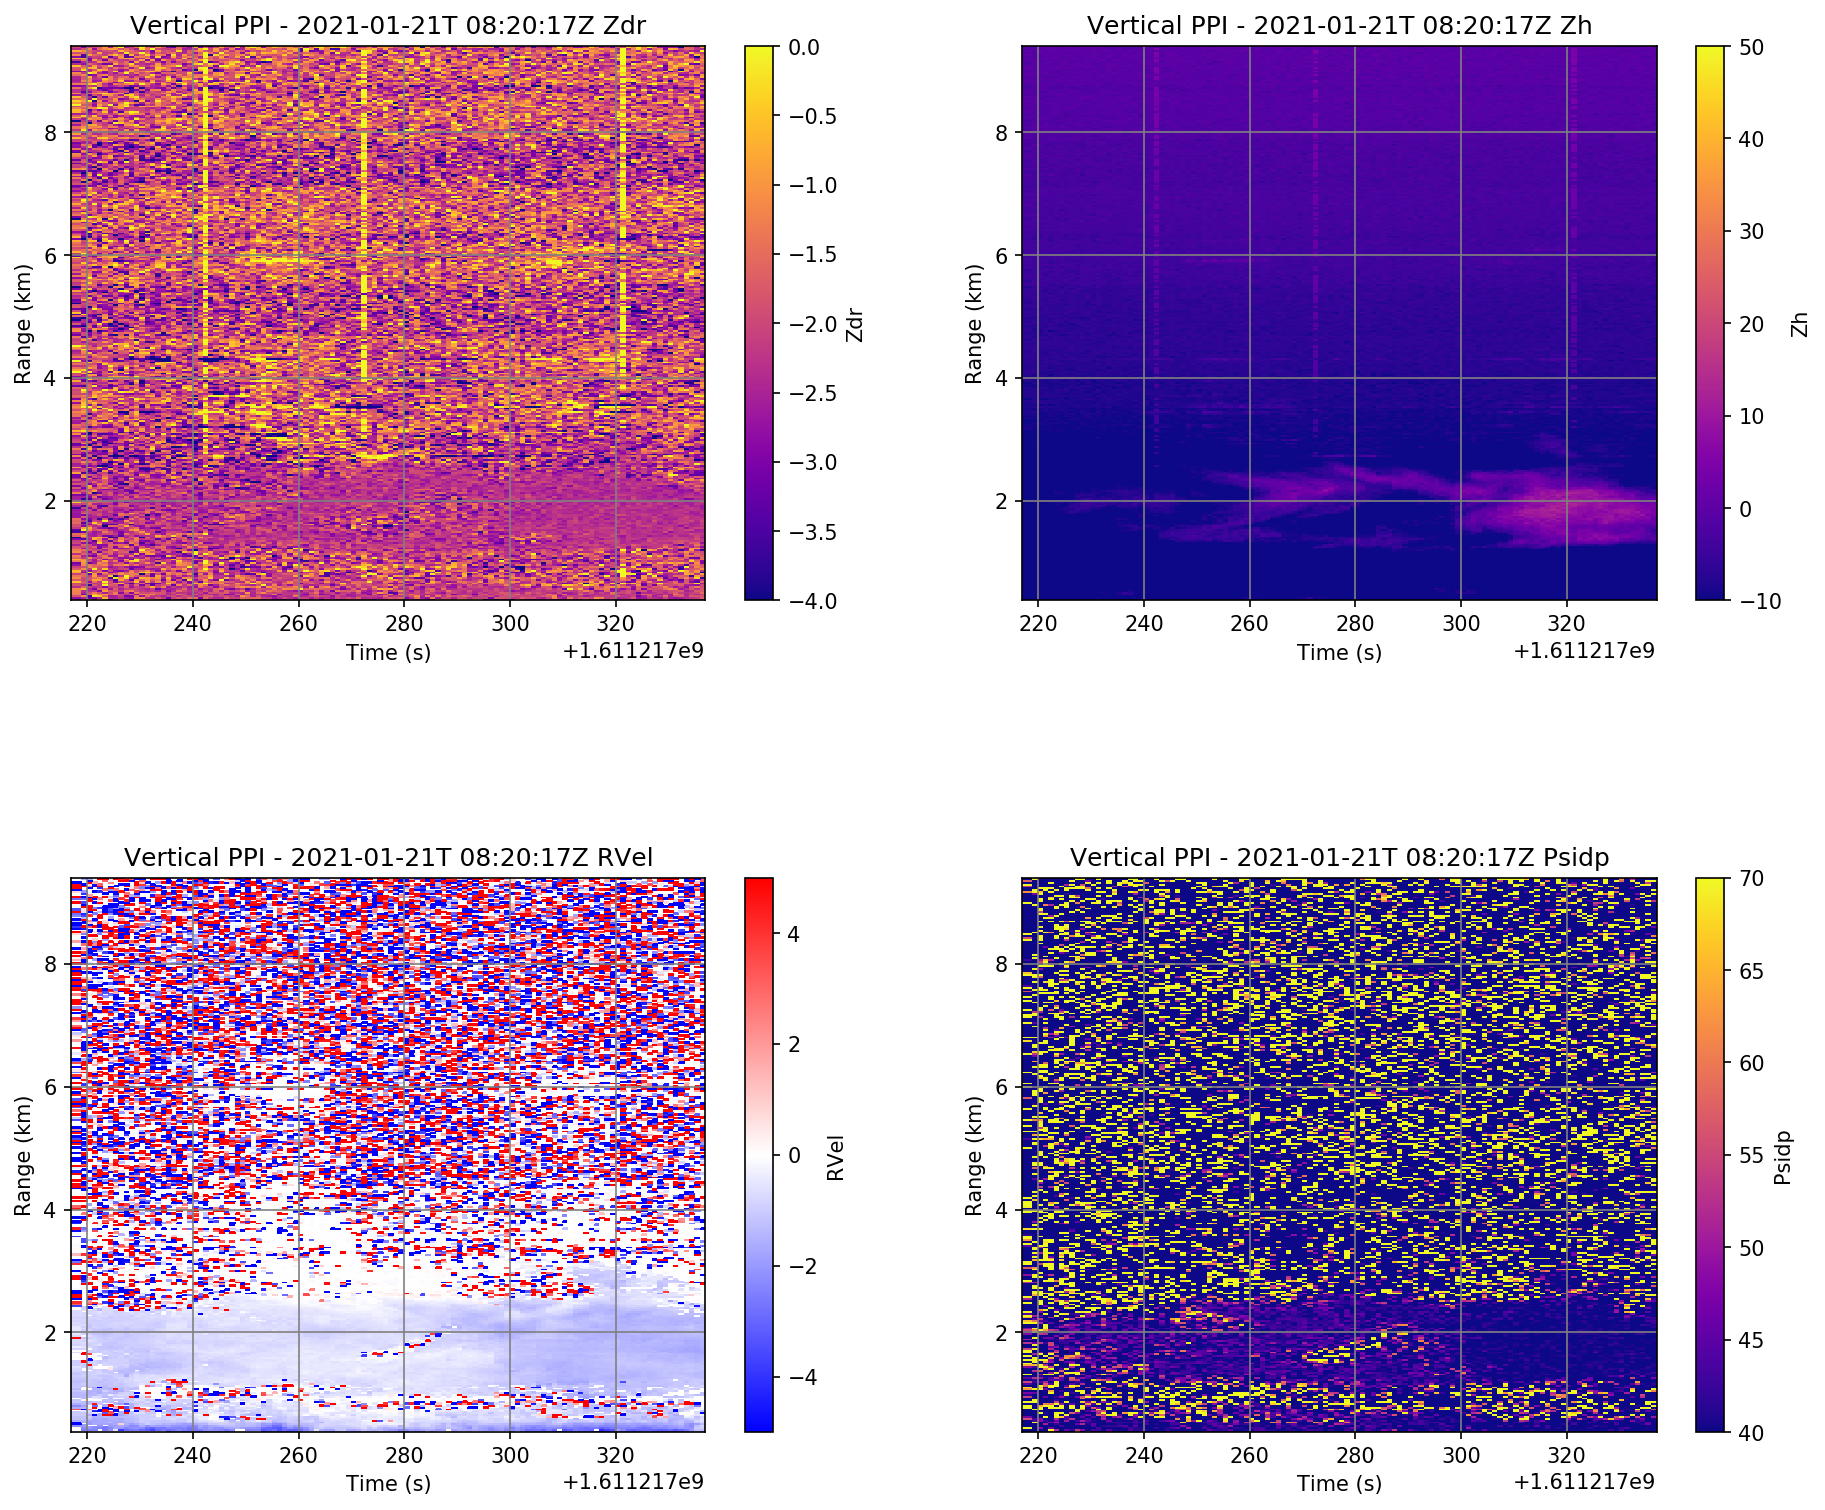 Vertical PPI - 2021-01-21T 08:20:17Z Zdr
Range (km)
8
6
4
2
220 240 260 280 300 320
Time (s)
+1.611217e9
0.0
−0.5
−1.0
−1.5
−2.0
−2.5
−3.0
−3.5
−4.0
Zdr
Vertical PPI - 2021-01-21T 08:20:17Z Zh
Range (km)
8
6
4
2
220 240 260 280 300 320
Time (s)
+1.611217e9
50
40
30
20
10
0
−10
Zh
Vertical PPI - 2021-01-21T 08:20:17Z RVel
Range (km)
8
6
4
2
220 240 260 280 300 320
Time (s)
+1.611217e9
4
2
0
−2
−4
RVel
Vertical PPI - 2021-01-21T 08:20:17Z Psidp
Range (km)
8
6
4
2
220 240 260 280 300 320
Time (s)
+1.611217e9
70
65
60
55
50
45
40
Psidp